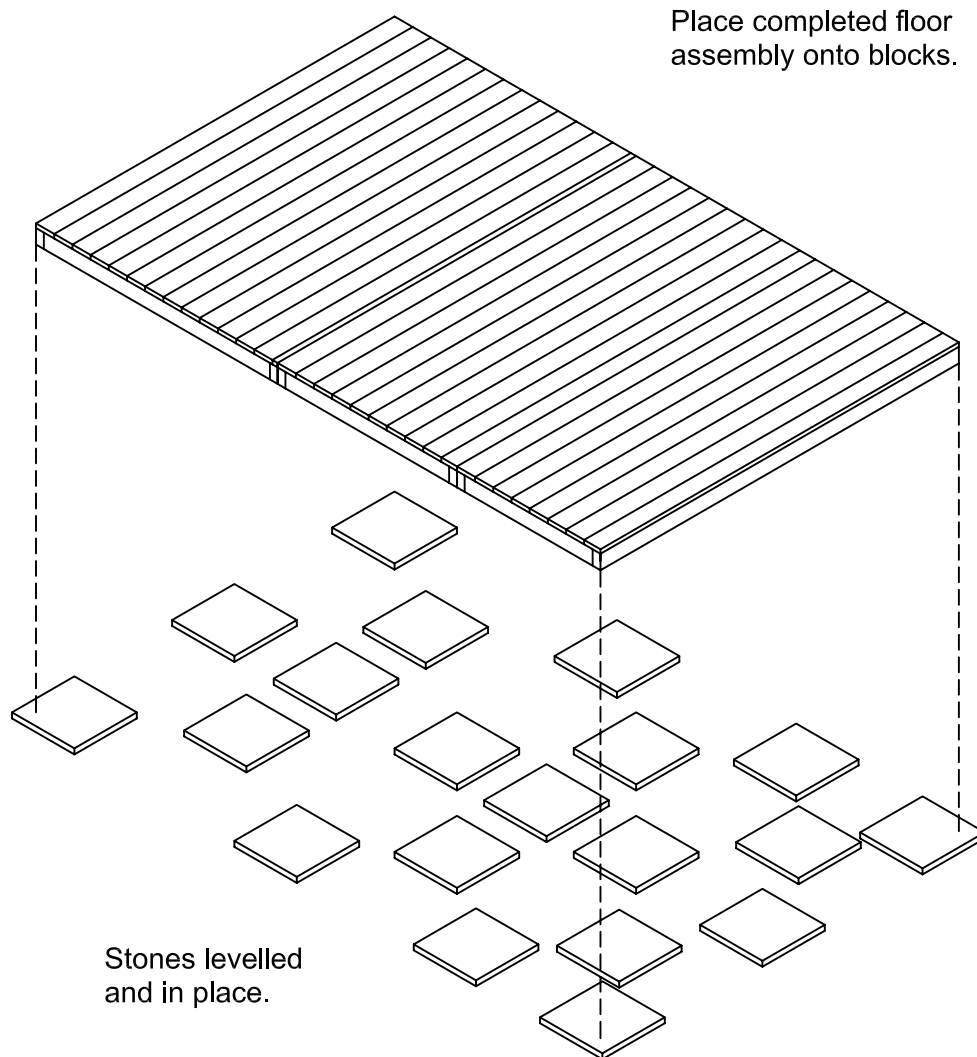 Place completed floor
assembly onto blocks.
Stones levelled
and in place.